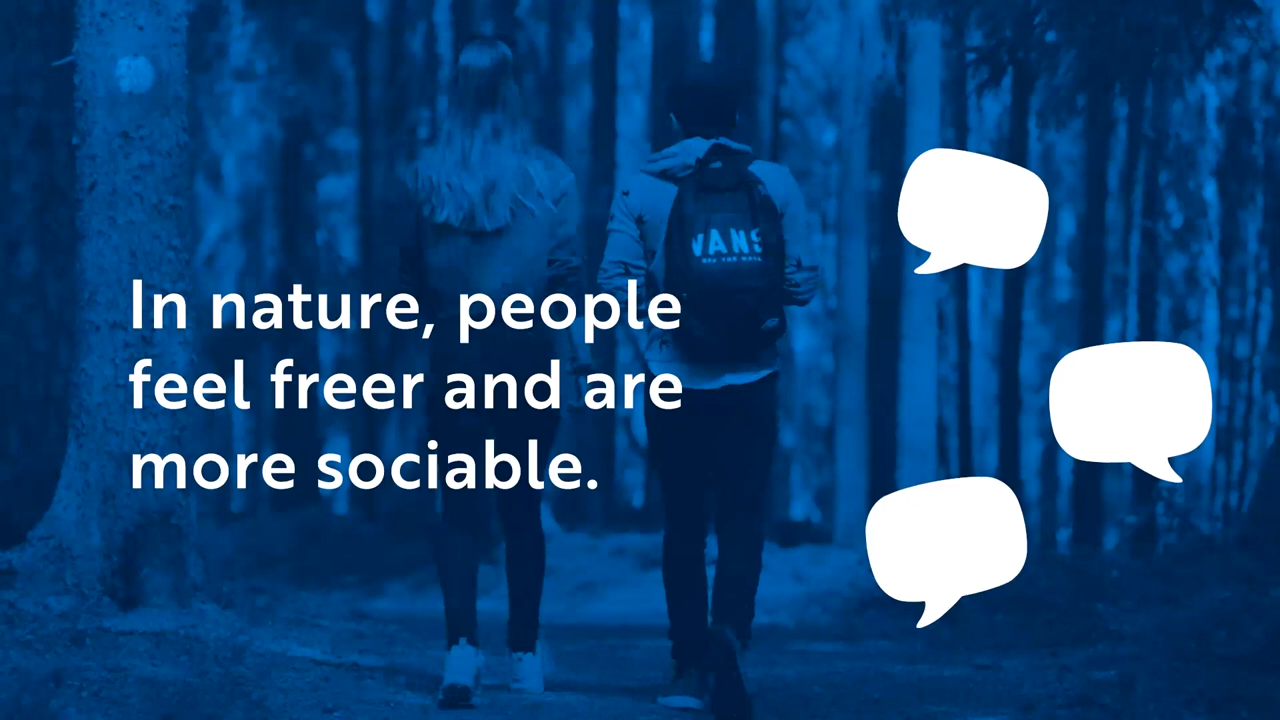 In nature, people
feel freer and are
more sociable.
VANS